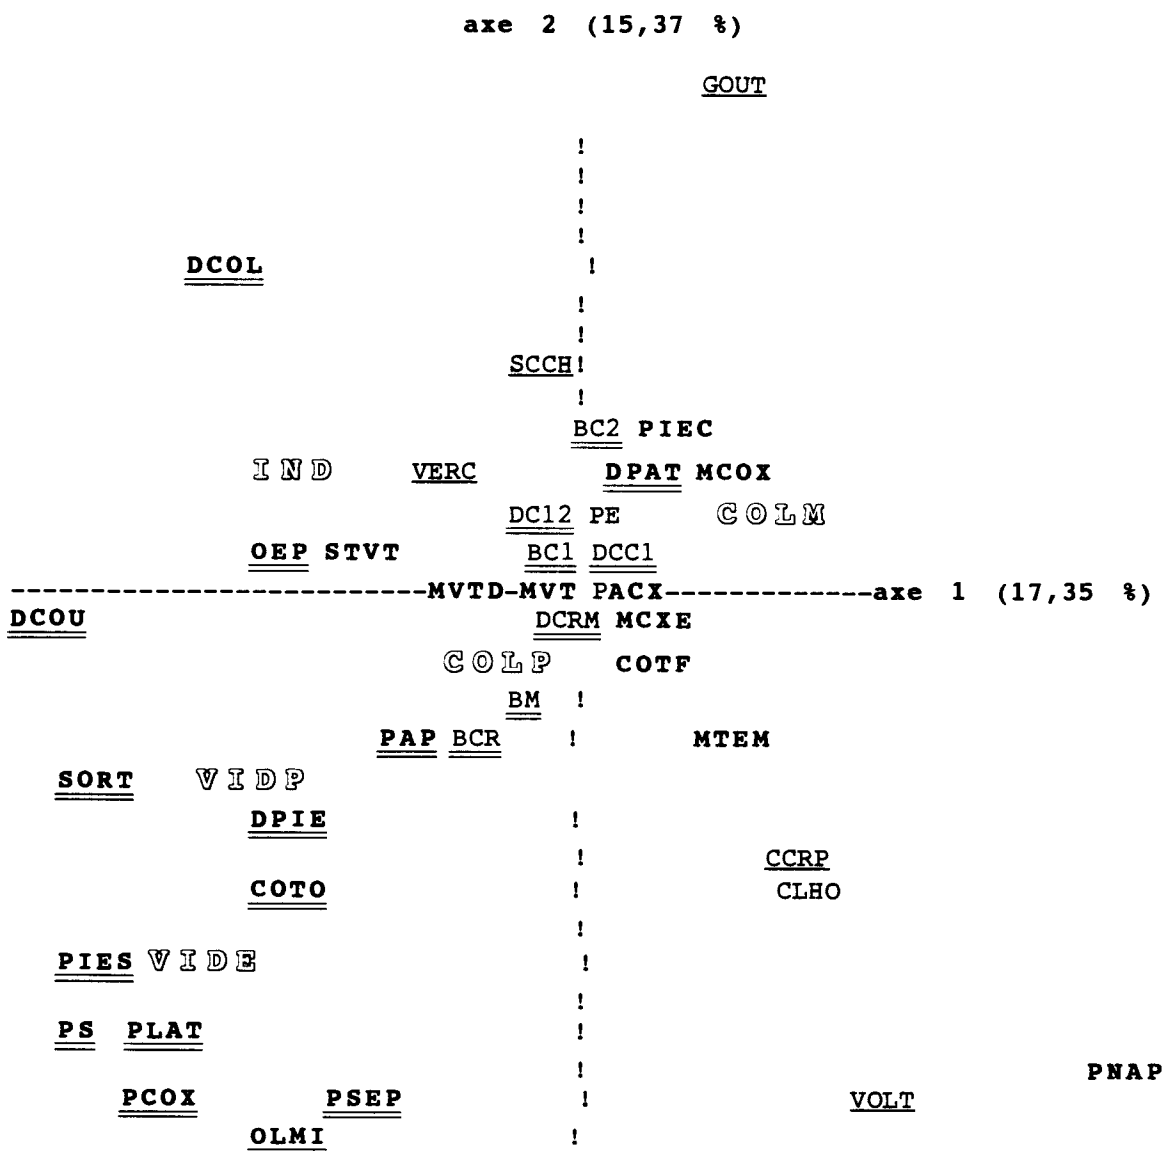 axe 2 (15,37 %)
GOUT
!
!
!
!
DCOL !
!
!
SCCH!
!
BC2 PIEC
IND VERC DPAT MCOX
DC12 PE COLM
OEP STVT BC1 DCC1
--------------------------MVTD-MVT PACX-------------axe 1 (17,35 %)
DCOU DCRM MCXE
COLP COTF
BM !
PAP BCR ! MTEM
SORT VIDP
DPIE !
! CCRP
COTO ! CLHO
!
PIES VIDE !
!
PS PLAT !
! PNAP
PCOX PSEP ! VOLT
OLMI !